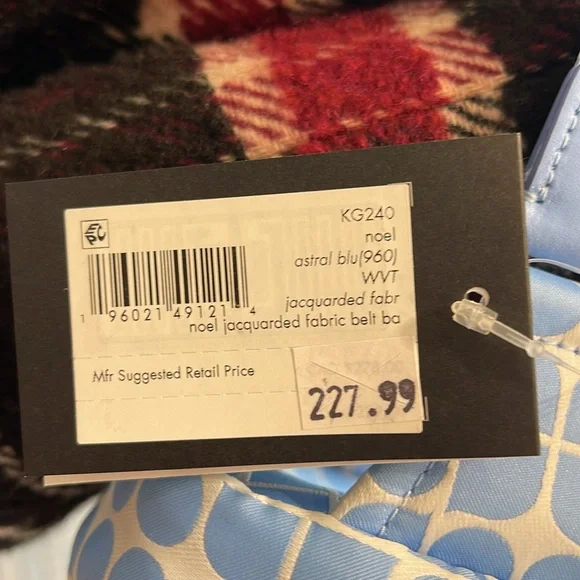 EPC
KG240
noel
astral blu(960)
WVT
jacquarded fabr
1 96021 49121 4
noel jacquarded fabric belt ba
Mfr Suggested Retail Price
227.99